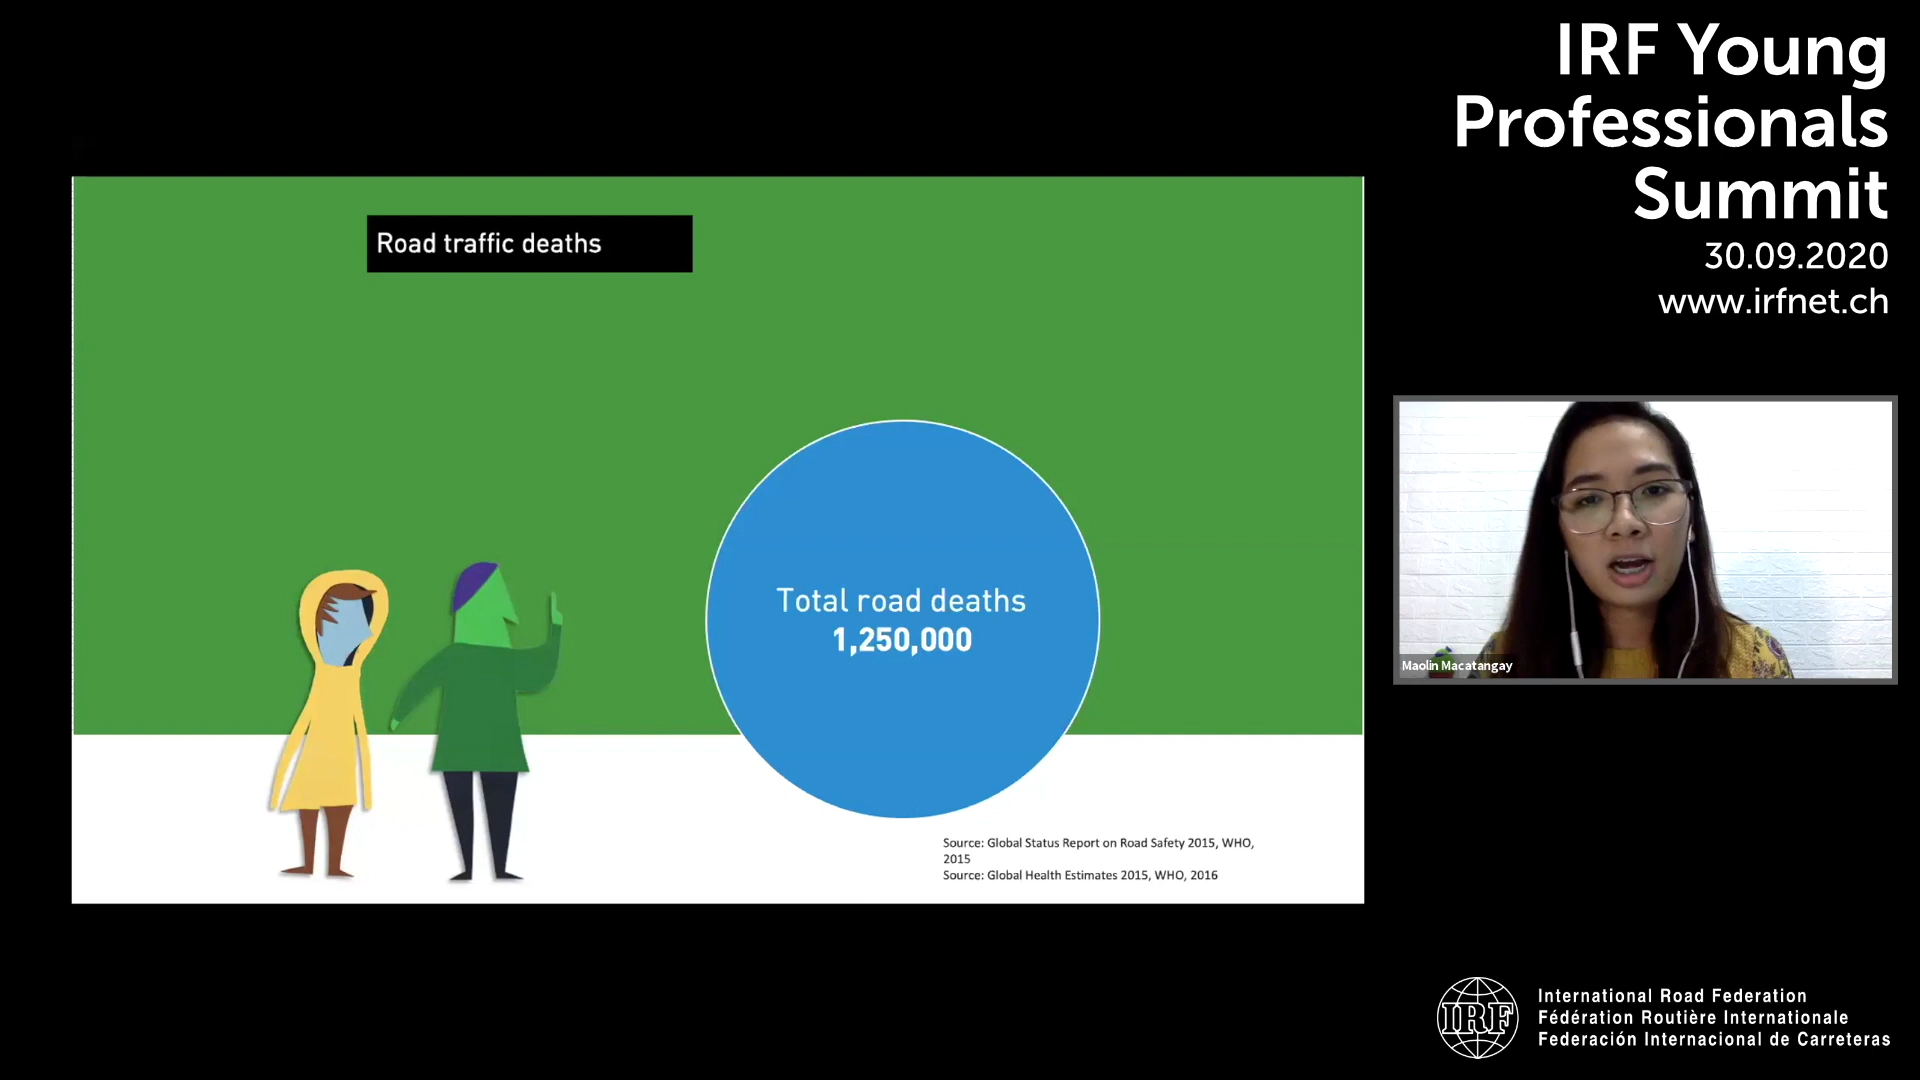 IRF Young
Professionals
Summit
30.09.2020
www.irfnet.ch
Road traffic deaths
Total road deaths
1,250,000
Source: Global Status Report on Road Safety 2015, WHO,
2015
Source: Global Health Estimates 2015, WHO, 2016
Maolin Macatangay
IRF
International Road Federation
Fédération Routière Internationale
Federación Internacional de Carreteras